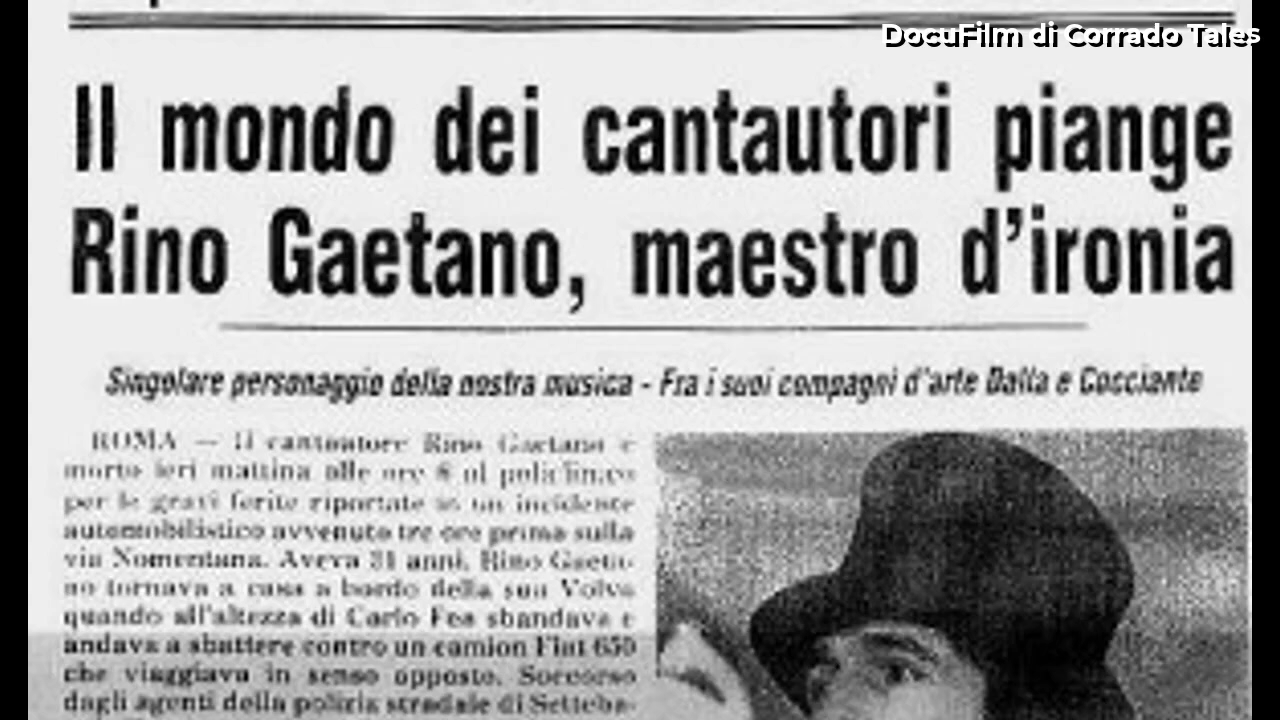 DocuFilm di Corrado Tales
Il mondo dei cantautori piange
Rino Gaetano, maestro d'ironia
Singolare personaggio della nostra musica - Fra i suoi compagni d'arte Dalla e Cocciante
ROMA — Il cantautore Rino Gaetano è
morto ieri mattina alle ore 6 al policlinico
per le gravi ferite riportate in un incidente
automobilistico avvenuto tre ore prima sulla
via Nomentana. Aveva 31 anni. Rino Gaeta-
no tornava a casa a bordo della sua Volvo
quando all'altezza di Carlo Fea sbandava e
andava a sbattere contro un camion Fiat 650
che viaggiava in senso opposto. Soccorso
dagli agenti della polizia stradale di Setteba-